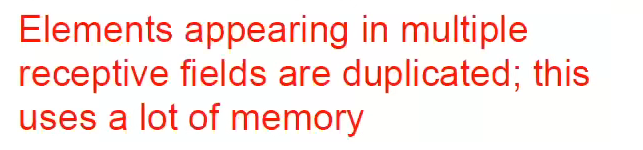 Elements appearing in multiple
receptive fields are duplicated; this
uses a lot of memory